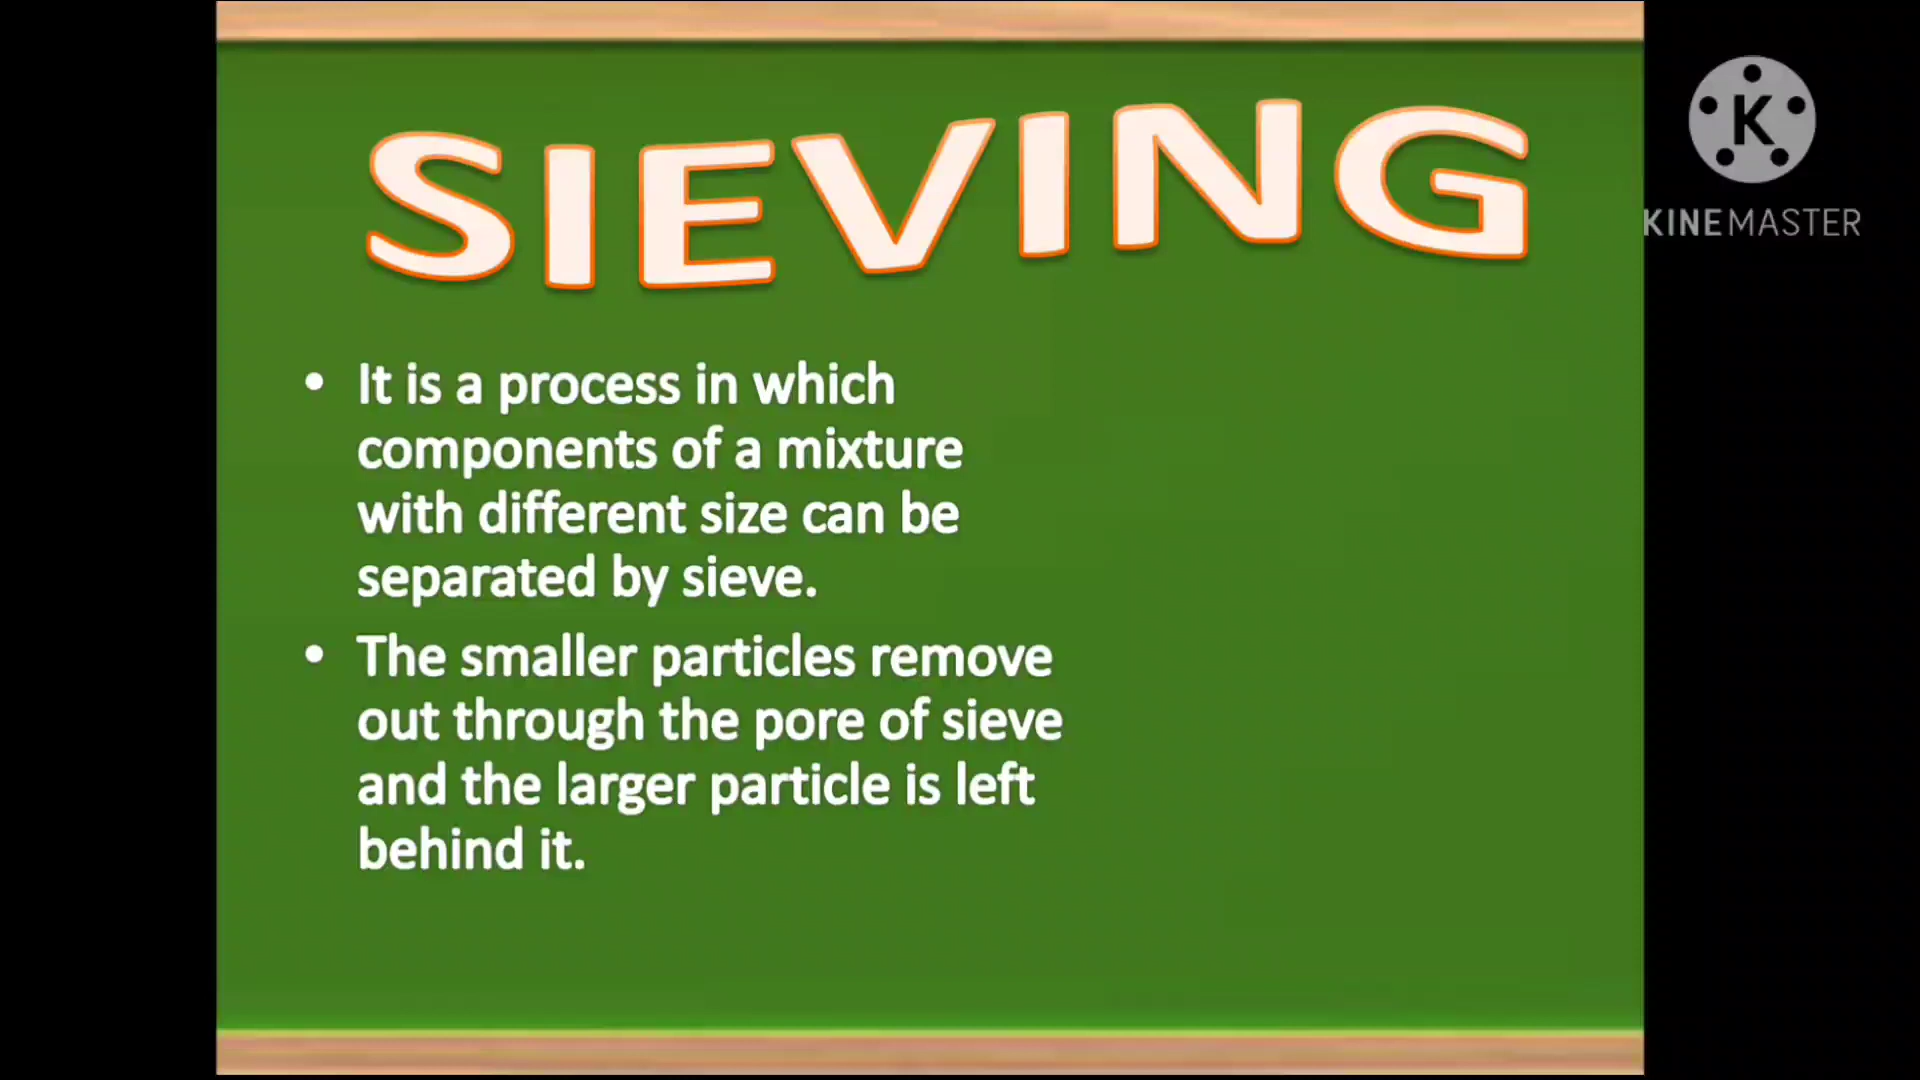 SIEVING
K
KINEMASTER
• It is a process in which
components of a mixture
with different size can be
separated by sieve.
• The smaller particles remove
out through the pore of sieve
and the larger particle is left
behind it.